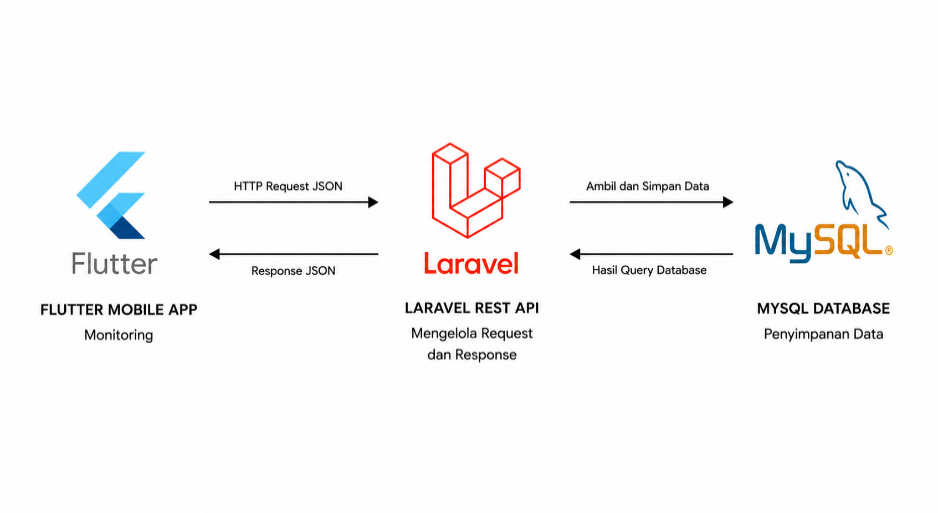 HTTP Request JSON
Response JSON
Flutter
FLUTTER MOBILE APP
Monitoring
Laravel
LARAVEL REST API
Mengelola Request
dan Response
Ambil dan Simpan Data
Hasil Query Database
MySQL®
MYSQL DATABASE
Penyimpanan Data